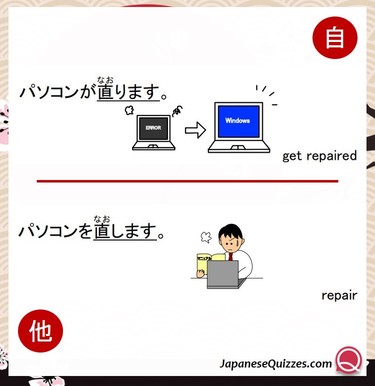 自
なお
パソコンが直ります。
ERROR
Windows
get repaired
なお
パソコンを直します。
repair
他
JapaneseQuizzes.com